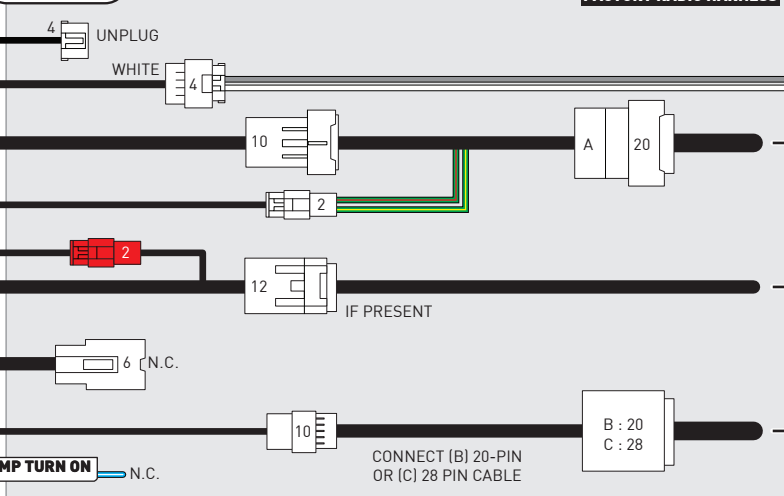 FACTORY RADIO HARNESS
4
UNPLUG
WHITE
4
10
A
20
2
2
12
IF PRESENT
6
N.C.
10
B : 20
C : 28
CONNECT (B) 20-PIN
OR (C) 28 PIN CABLE
MP TURN ON
N.C.